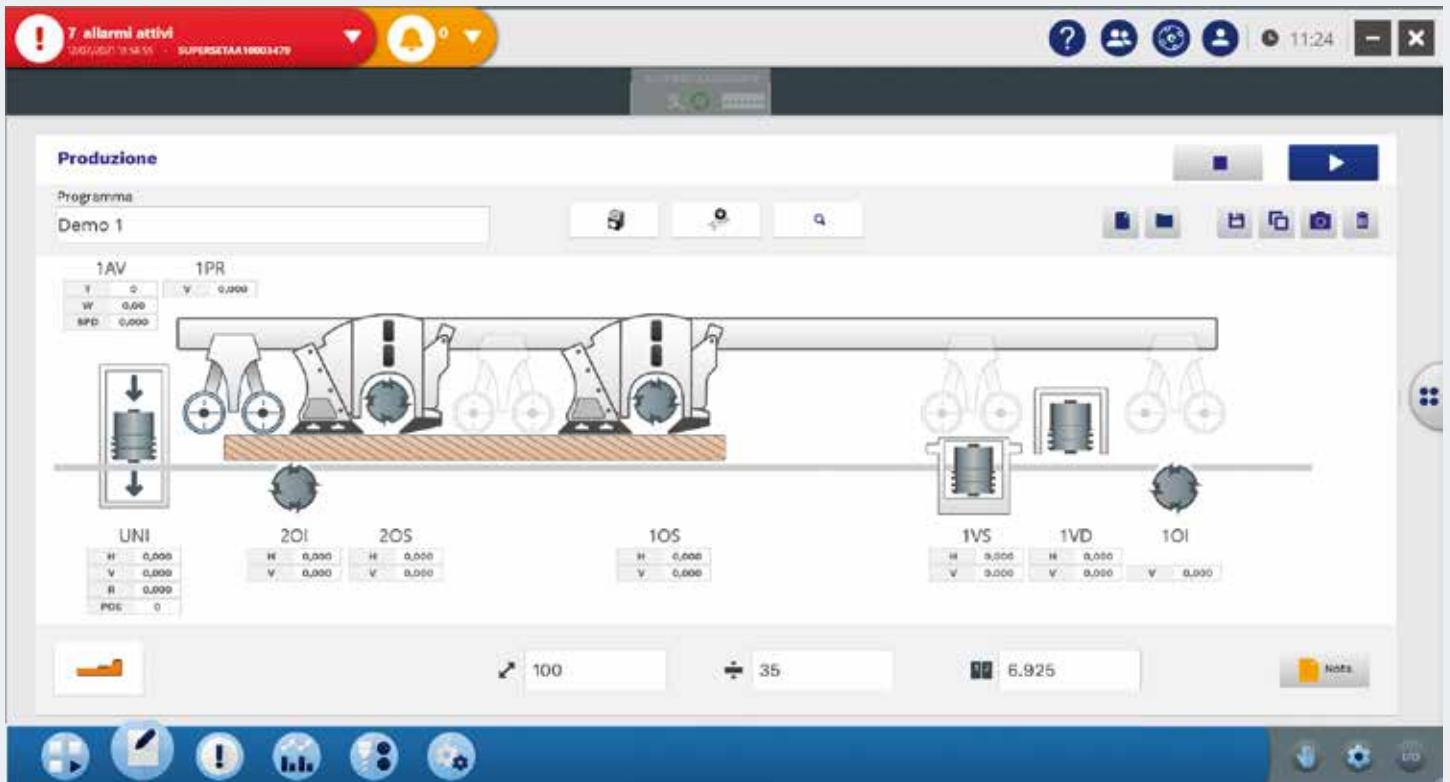 7 allarmi attivi
SUPERSETAA10003479
0
11:24
Produzione
Programma
Demo 1
1AV 1PR
0 V 0,000
W 0,00
SPD 0,000
UNI 2OI 2OS 1OS 1VS 1VD 1OI
H 0,000 H 0,000 H 0,000 H 0,000 H 0,000 H 0,000
V 0,000 V 0,000 V 0,000 V 0,000 V 0,000 V 0,000 V 0,000
R 0,000
POS 0
100 35 6.925 Nota
I/O